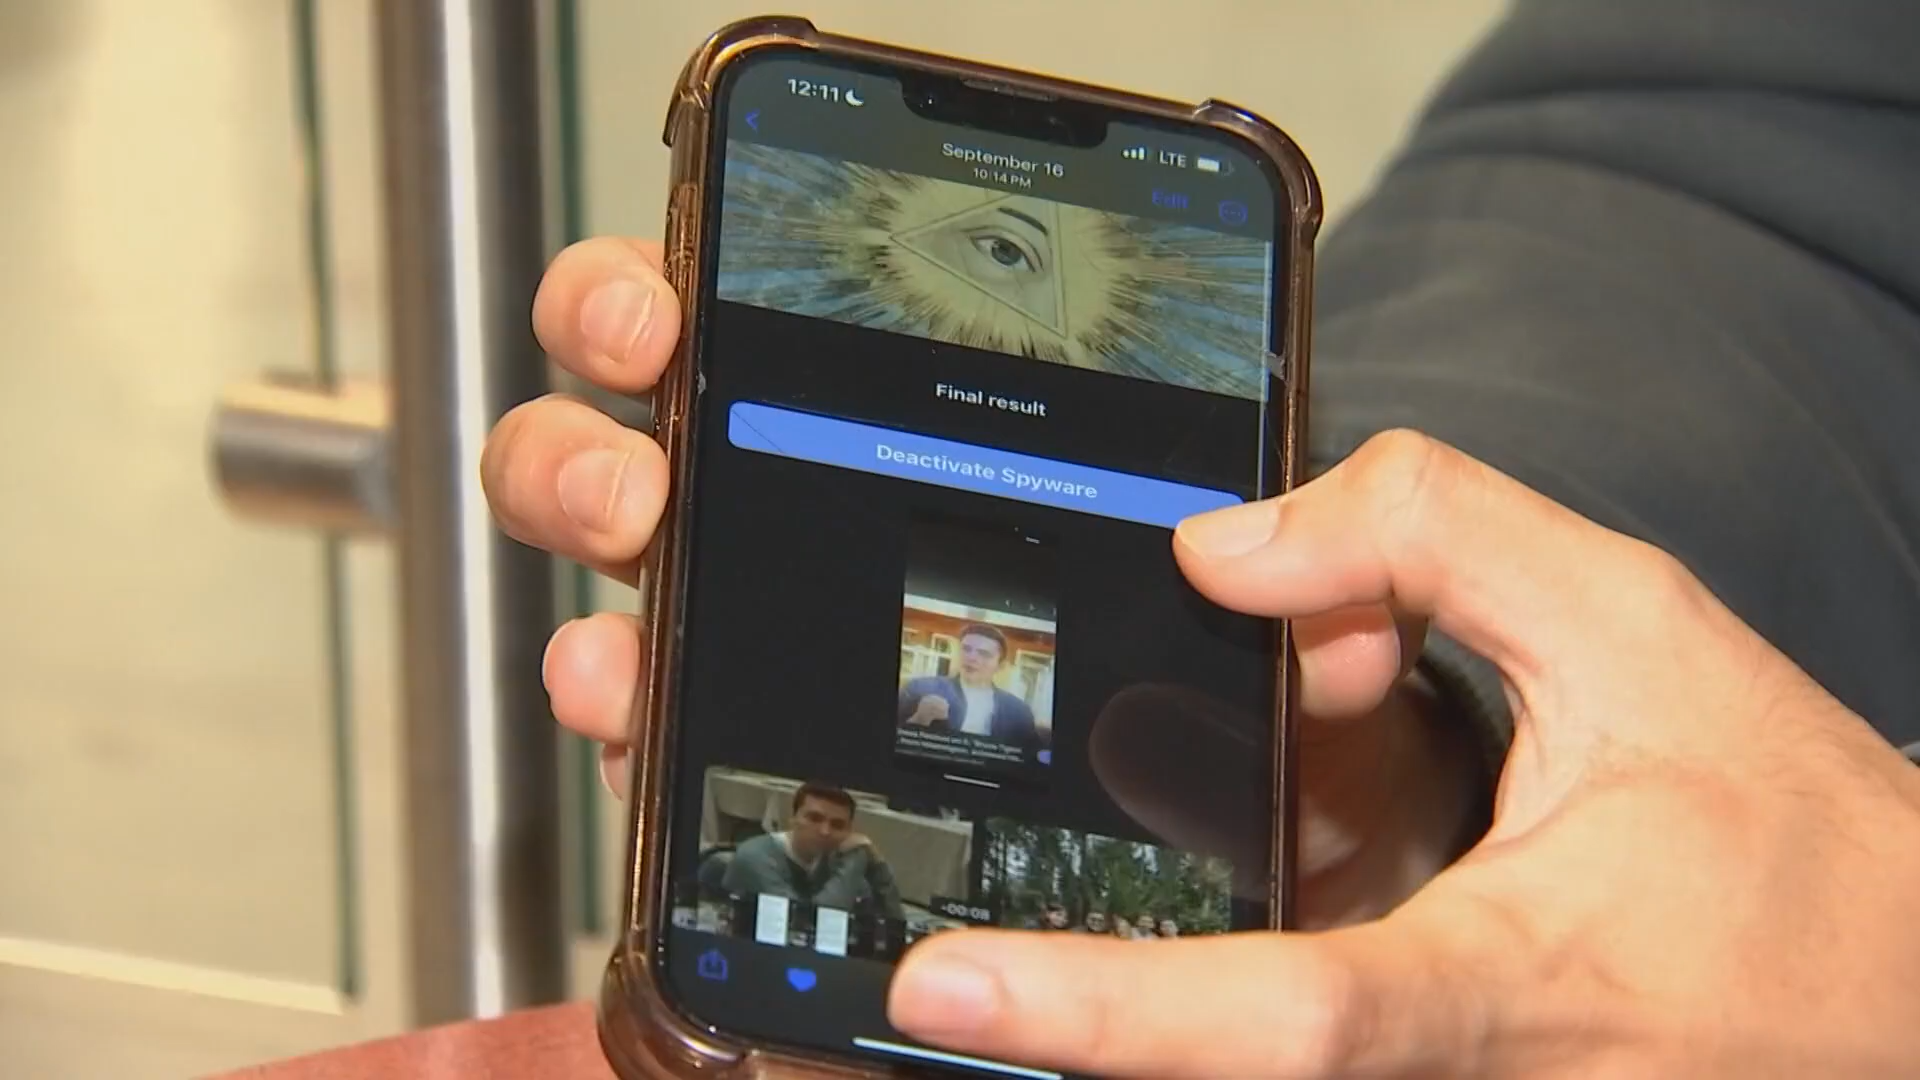 12:11
LTE
September 16
10:14 PM
Edit
Final result
Deactivate Spyware
-00:08